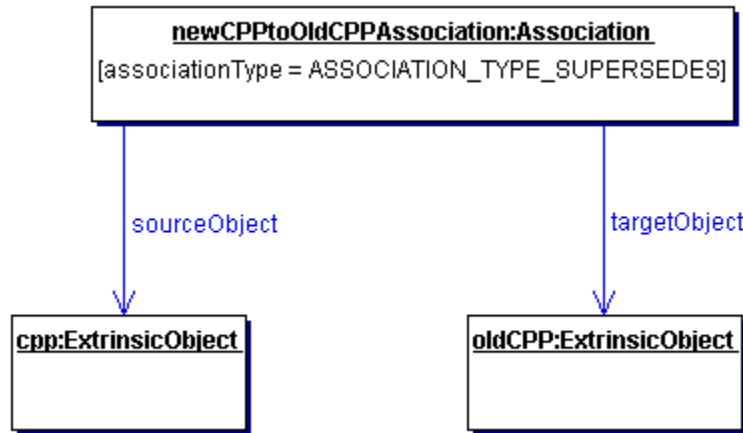 newCPPtoOldCPPAssociation:Association
[associationType = ASSOCIATION_TYPE_SUPERSEDES]
sourceObject
targetObject
cpp:ExtrinsicObject
oldCPP:ExtrinsicObject